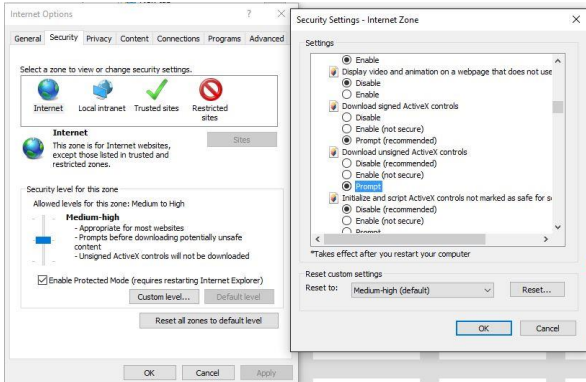 Internet Options
General Security Privacy Content Connections Programs Advanced
Select a zone to view or change security settings.
Internet Local intranet Trusted sites Restricted
sites
Internet
This zone is for Internet websites,
except those listed in trusted and
restricted zones.
Sites
Security level for this zone
Allowed levels for this zone: Medium to High
Medium-high
- Appropriate for most websites
- Prompts before downloading potentially unsafe
content
- Unsigned ActiveX controls will not be downloaded
Enable Protected Mode (requires restarting Internet Explorer)
Custom level... Default level
Reset all zones to default level
OK Cancel Apply
Security Settings - Internet Zone
Settings
Enable
Display video and animation on a webpage that does not use
Disable
Enable
Download signed ActiveX controls
Disable
Enable (not secure)
Prompt (recommended)
Download unsigned ActiveX controls
Disable (recommended)
Enable (not secure)
Prompt
Initialize and script ActiveX controls not marked as safe for s
Disable (recommended)
Enable (not secure)
Prompt
*Takes effect after you restart your computer
Reset custom settings
Reset to: Medium-high (default) Reset...
OK Cancel